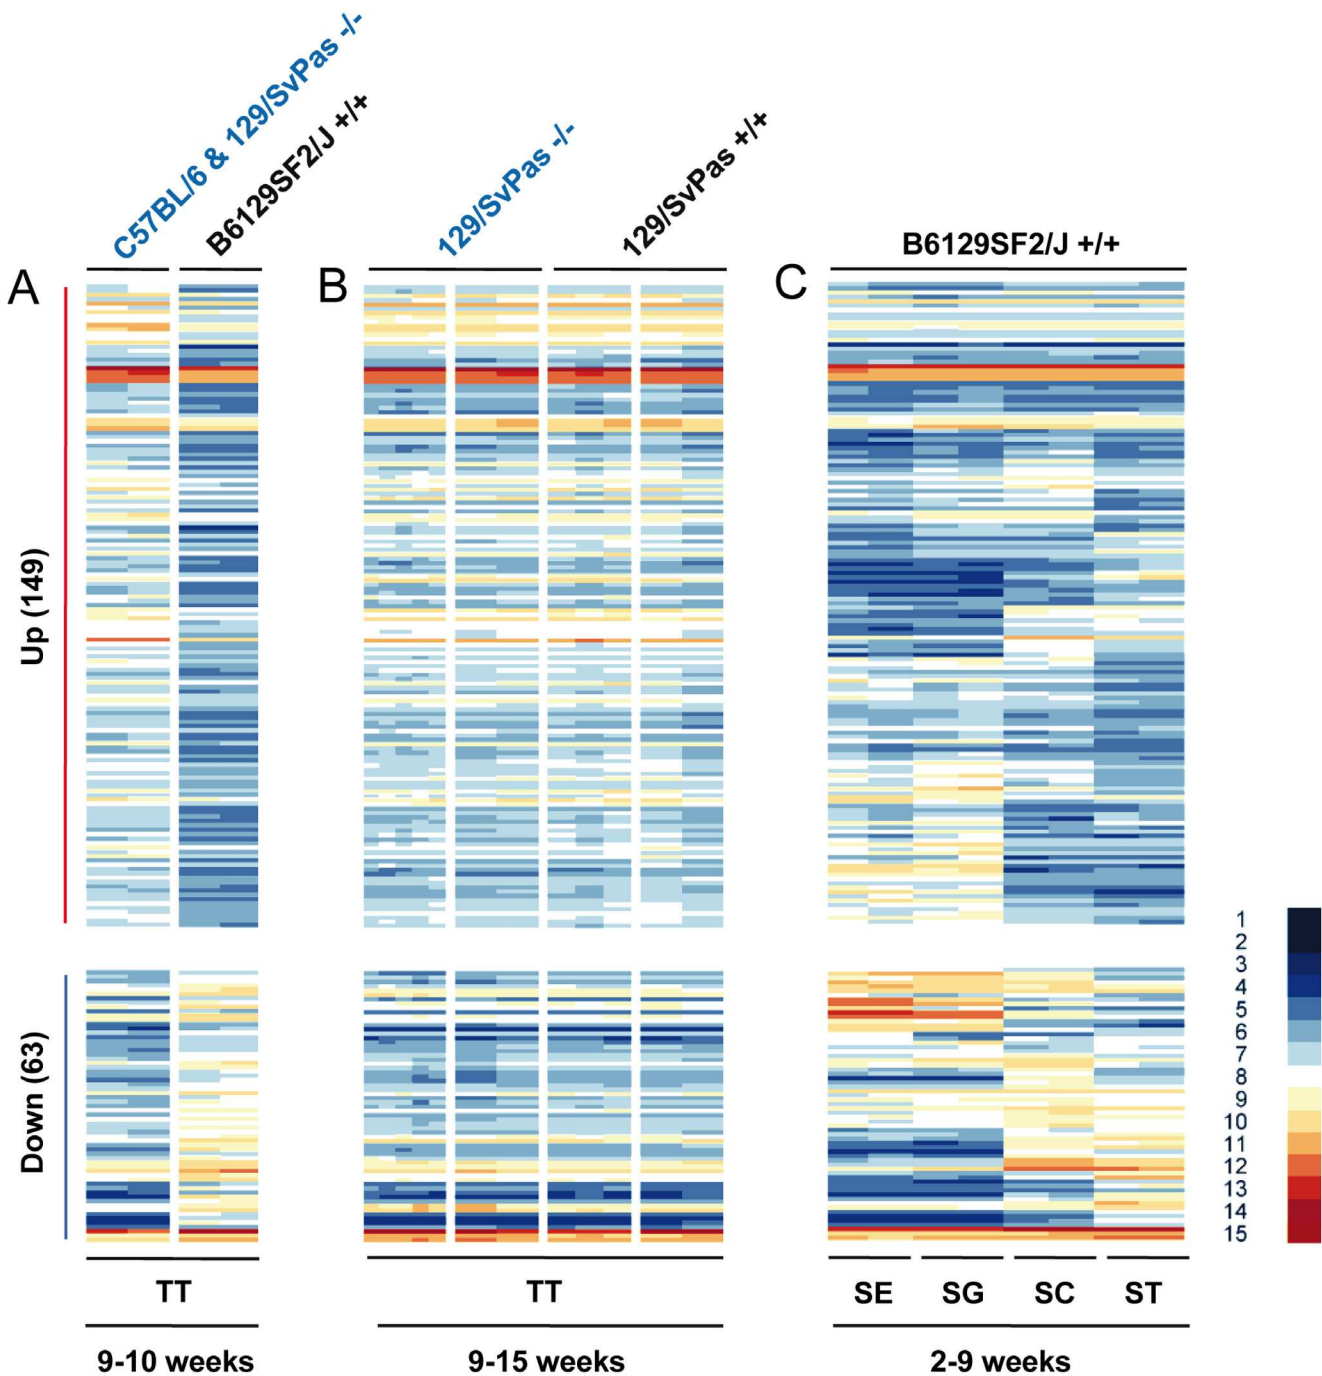 C57BL/6 & 129/SvPas -/-
B6129SF2/J +/+
129/SvPas -/-
129/SvPas +/+
B6129SF2/J +/+
A
B
C
Up (149)
Down (63)
1
2
3
4
5
6
7
8
9
10
11
12
13
14
15
TT
TT
SE SG SC ST
9-10 weeks
9-15 weeks
2-9 weeks